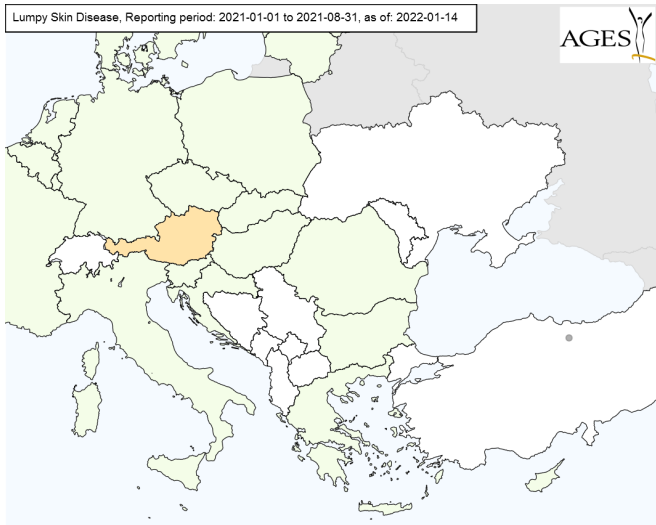 Lumpy Skin Disease, Reporting period: 2021-01-01 to 2021-08-31, as of: 2022-01-14
AGES